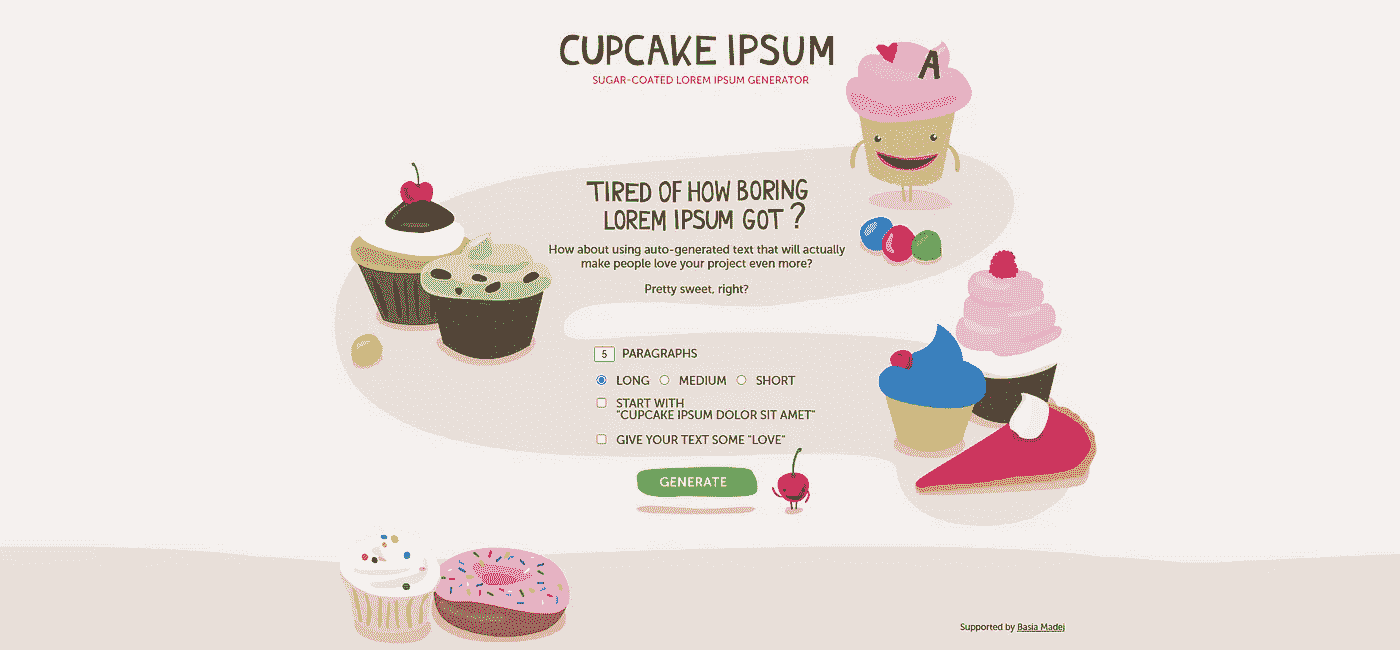 CUPCAKE IPSUM
SUGAR-COATED LOREM IPSUM GENERATOR
A
TIRED OF HOW BORING
LOREM IPSUM GOT ?
How about using auto-generated text that will actually
make people love your project even more?
Pretty sweet, right?
5 PARAGRAPHS
LONG MEDIUM SHORT
START WITH
"CUPCAKE IPSUM DOLOR SIT AMET"
GIVE YOUR TEXT SOME "LOVE"
GENERATE
Supported by Basia Madej